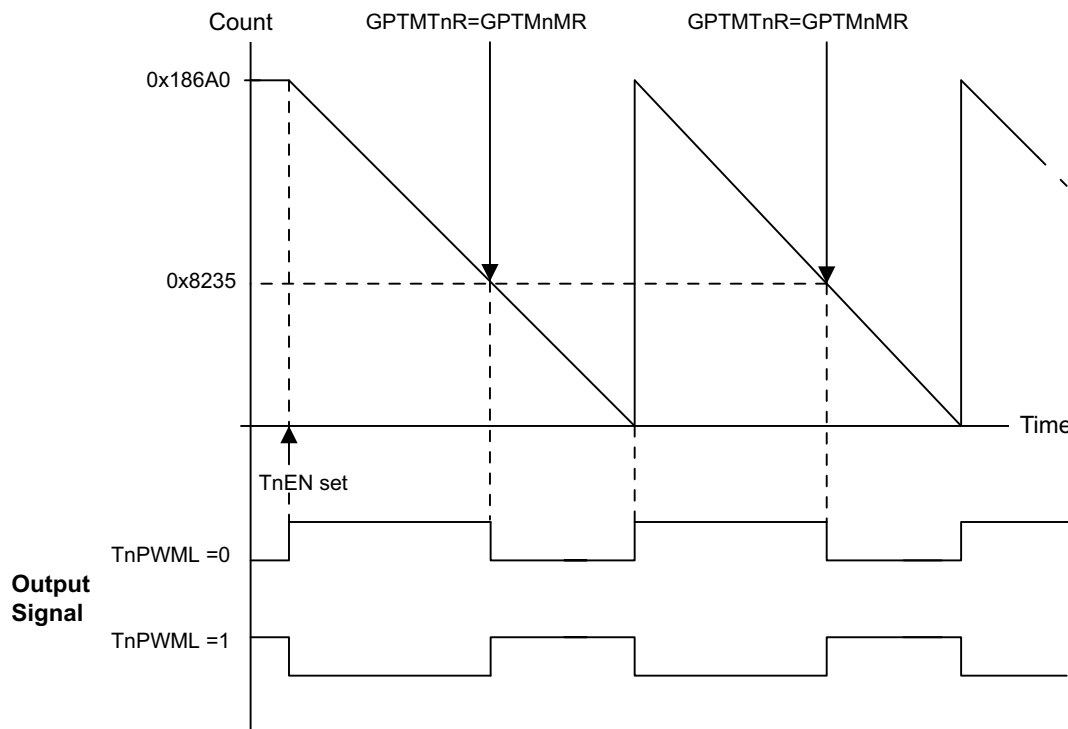 Count
GPTMTnR=GPTMnMR
GPTMTnR=GPTMnMR
0x186A0
0x8235
Time
TnEN set
TnPWML =0
Output
Signal
TnPWML =1